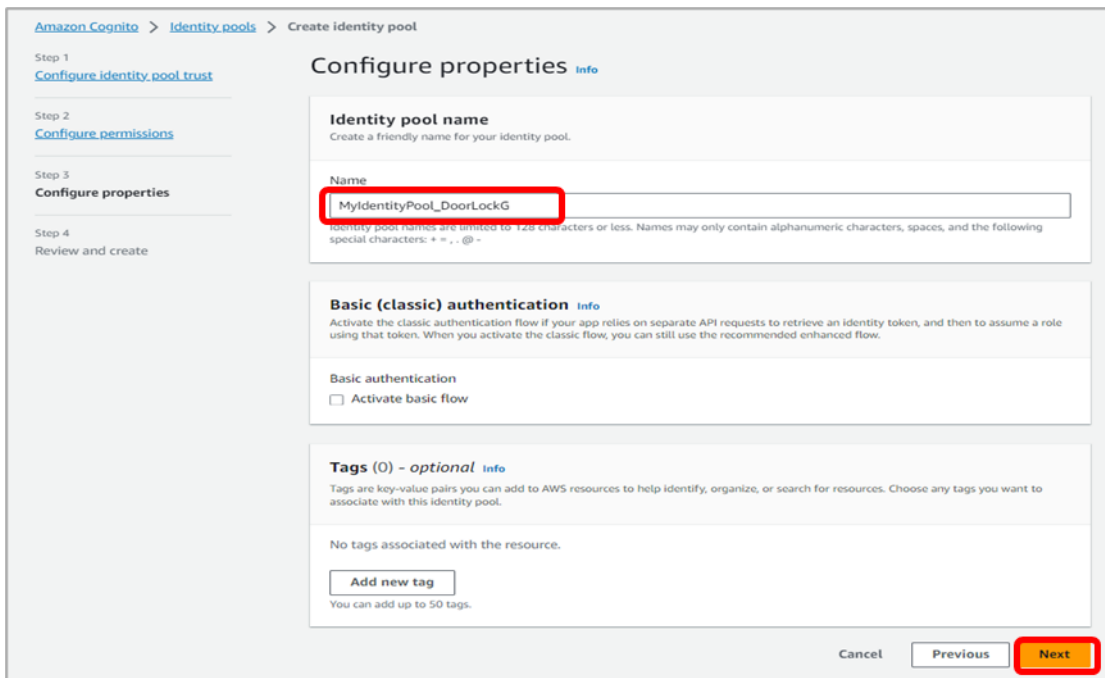 Amazon Cognito > Identity pools > Create identity pool
Step 1
Configure identity pool trust
Step 2
Configure permissions
Step 3
Configure properties
Step 4
Review and create
Configure properties Info
Identity pool name
Create a friendly name for your identity pool.
Name
MyIdentityPool_DoorLockG
Identity pool names are limited to 128 characters or less. Names may only contain alphanumeric characters, spaces, and the following
special characters: + = , . @ -
Basic (classic) authentication Info
Activate the classic authentication flow if your app relies on separate API requests to retrieve an identity token, and then to assume a role
using that token. When you activate the classic flow, you can still use the recommended enhanced flow.
Basic authentication
Activate basic flow
Tags (0) - optional Info
Tags are key-value pairs you can add to AWS resources to help identify, organize, or search for resources. Choose any tags you want to
associate with this identity pool.
No tags associated with the resource.
Add new tag
You can add up to 50 tags.
Cancel Previous Next